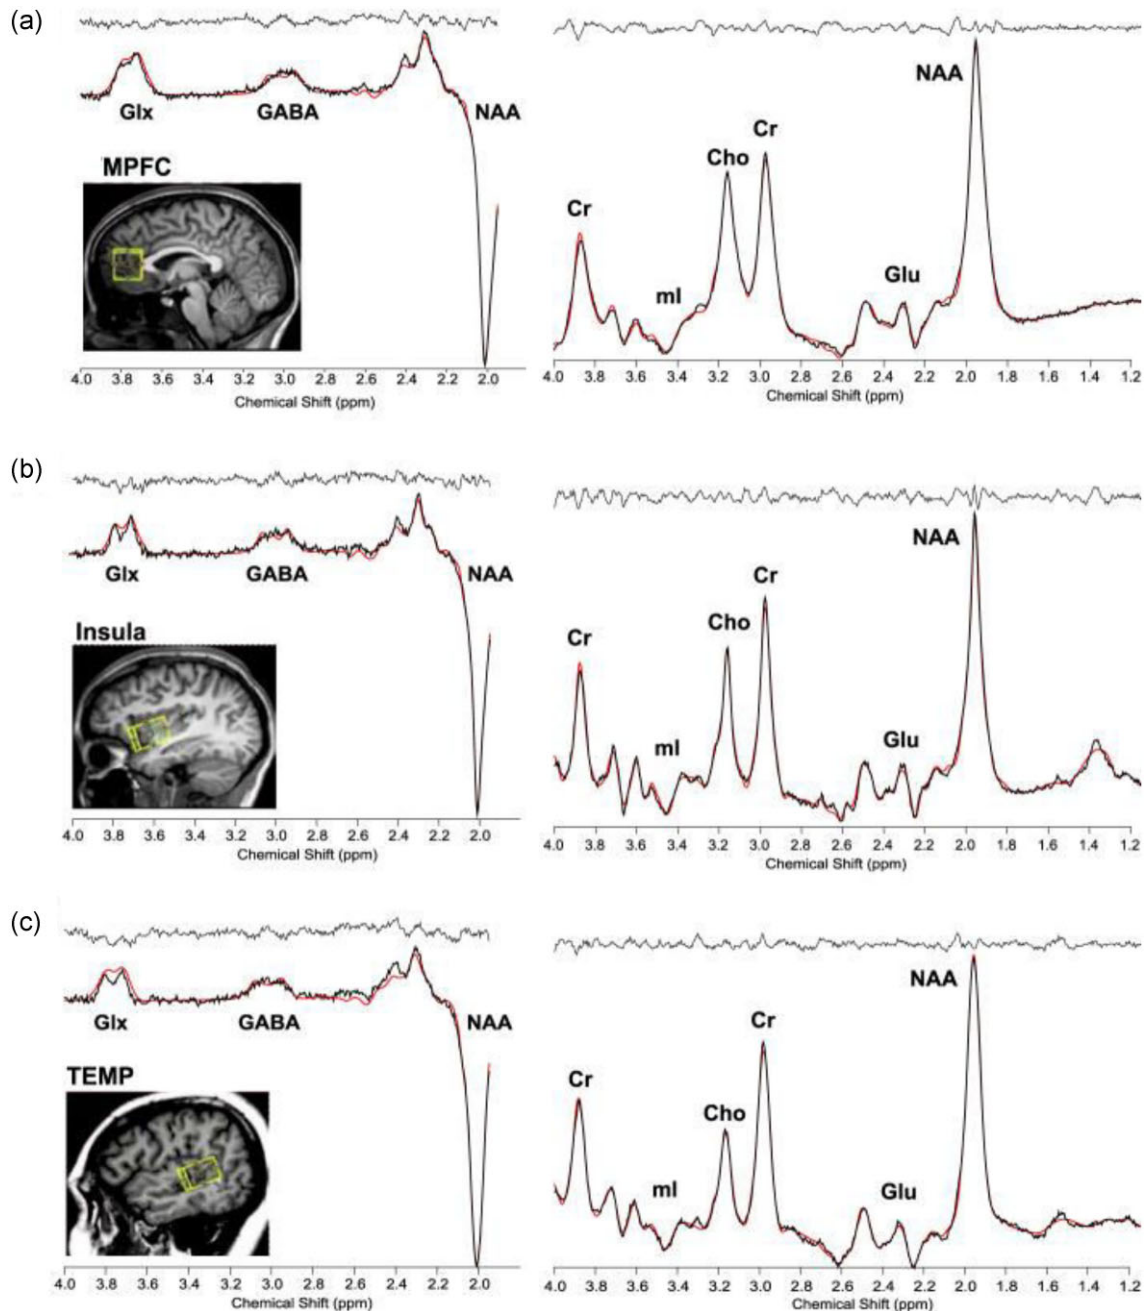 (a)
Glx GABA NAA
MPFC
4.0 3.8 3.6 3.4 3.2 3.0 2.8 2.6 2.4 2.2 2.0
Chemical Shift (ppm)
NAA
Cr
Cho
Cr
Glu
ml
4.0 3.8 3.6 3.4 3.2 3.0 2.8 2.6 2.4 2.2 2.0 1.8 1.6 1.4 1.2
Chemical Shift (ppm)
(b)
Glx GABA NAA
Insula
4.0 3.8 3.6 3.4 3.2 3.0 2.8 2.6 2.4 2.2 2.0
Chemical Shift (ppm)
NAA
Cr
Cho
Cr
ml Glu
4.0 3.8 3.6 3.4 3.2 3.0 2.8 2.6 2.4 2.2 2.0 1.8 1.6 1.4 1.2
Chemical Shift (ppm)
(c)
Glx GABA NAA
TEMP
4.0 3.8 3.6 3.4 3.2 3.0 2.8 2.6 2.4 2.2 2.0
Chemical Shift (ppm)
NAA
Cr
Cr
Cho
ml Glu
4.0 3.8 3.6 3.4 3.2 3.0 2.8 2.6 2.4 2.2 2.0 1.8 1.6 1.4 1.2
Chemical Shift (ppm)